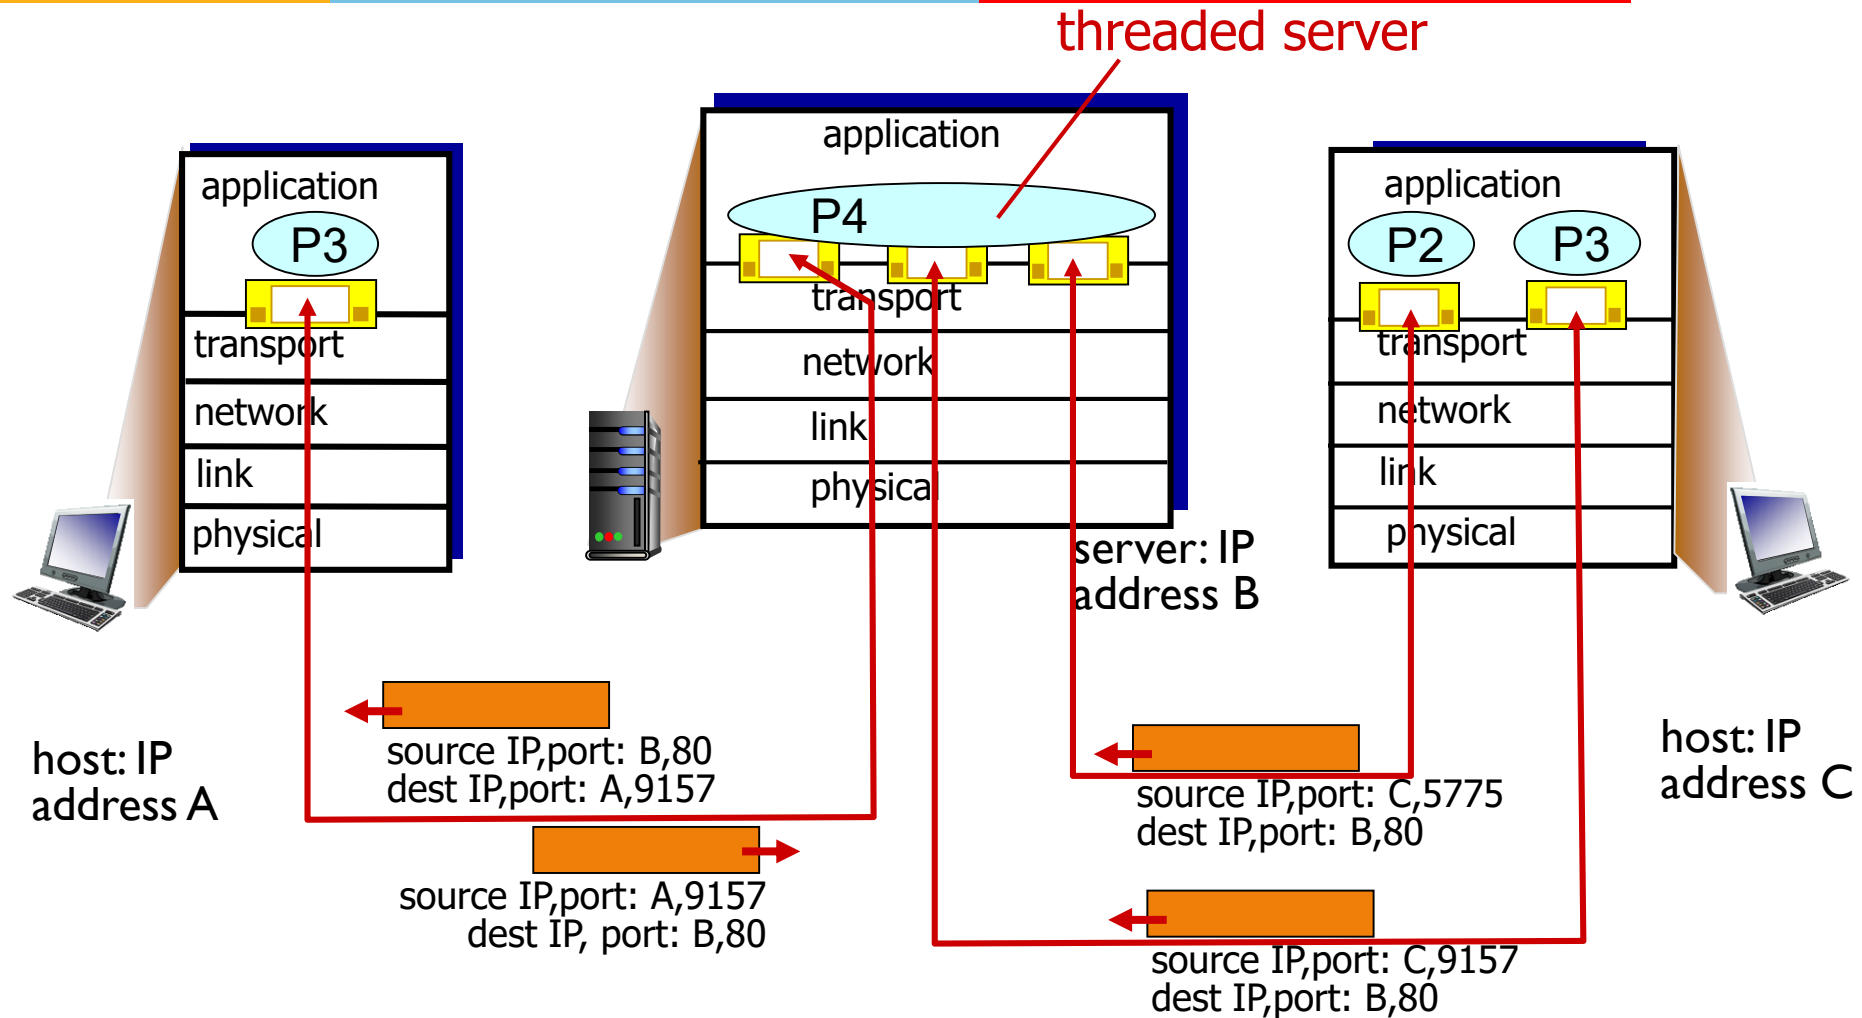 threaded server
application
P3
transport
network
link
physical
application
P4
transport
network
link
physical
server: IP
address B
application
P2
P3
transport
network
link
physical
host: IP
address A
source IP,port: B,80
dest IP,port: A,9157
source IP,port: A,9157
dest IP, port: B,80
source IP,port: C,5775
dest IP,port: B,80
source IP,port: C,9157
dest IP,port: B,80
host: IP
address C